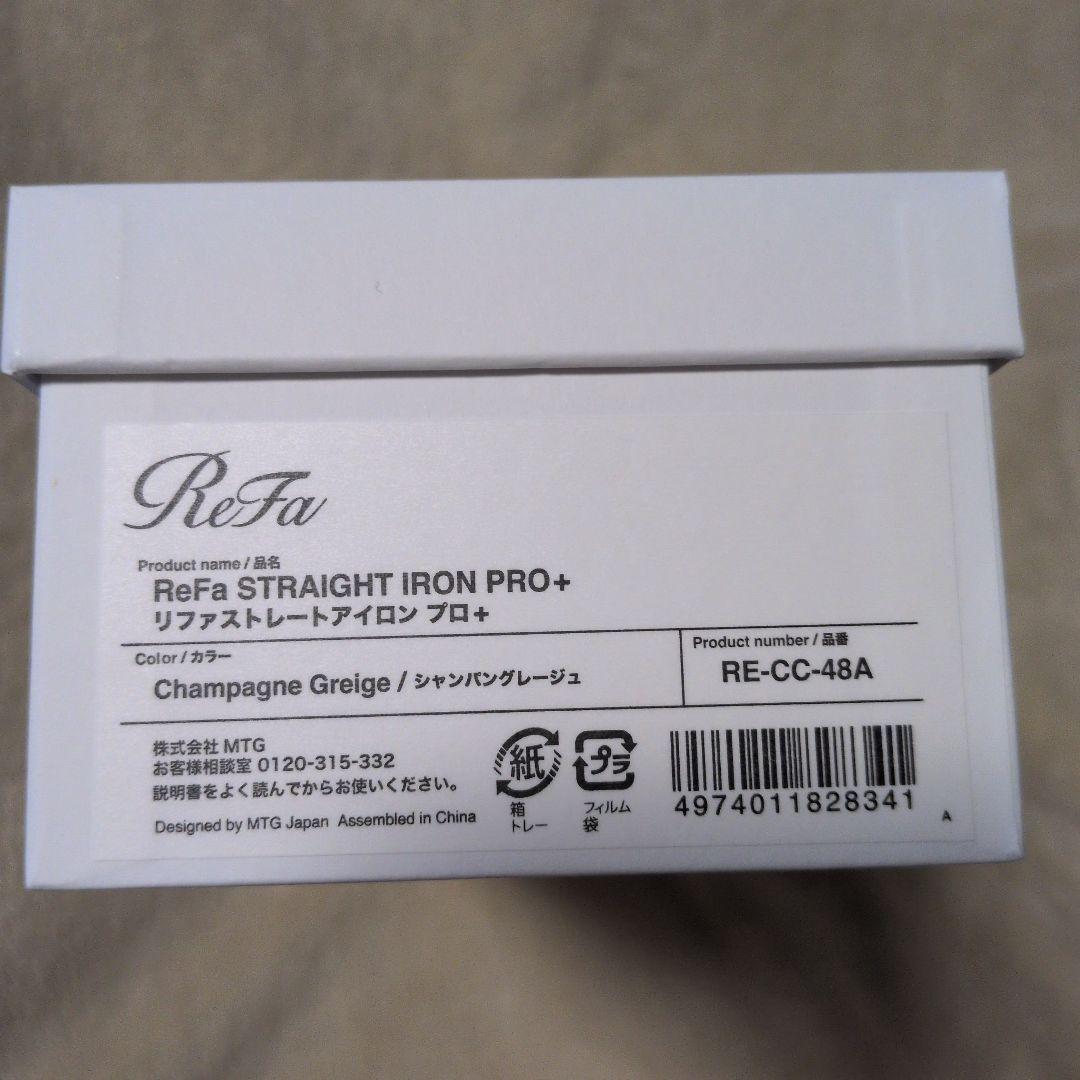 ReFa
Product name / 品名
ReFa STRAIGHT IRON PRO+
リファストレートアイロン プロ+
Color / カラー
Champagne Greige / シャンパングレージュ
Product number / 品番
RE-CC-48A
株式会社 MTG
お客様相談室 0120-315-332
説明書をよく読んでからお使いください。
Designed by MTG Japan Assembled in China
紙
箱
トレー
プラ
フィルム
袋
4974011828341
A